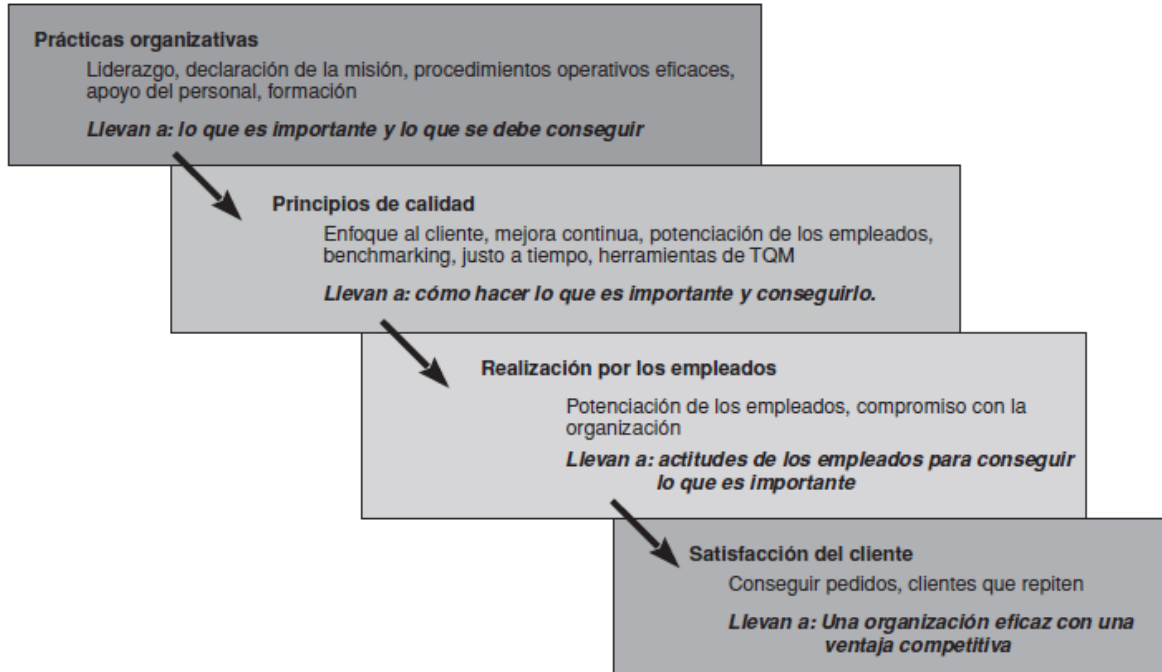 Prácticas organizativas
Liderazgo, declaración de la misión, procedimientos operativos eficaces,
apoyo del personal, formación
Llevan a: lo que es importante y lo que se debe conseguir
Principios de calidad
Enfoque al cliente, mejora continua, potenciación de los empleados,
benchmarking, justo a tiempo, herramientas de TQM
Llevan a: cómo hacer lo que es importante y conseguirlo.
Realización por los empleados
Potenciación de los empleados, compromiso con la
organización
Llevan a: actitudes de los empleados para conseguir
lo que es importante
Satisfacción del cliente
Conseguir pedidos, clientes que repiten
Llevan a: Una organización eficaz con una
ventaja competitiva